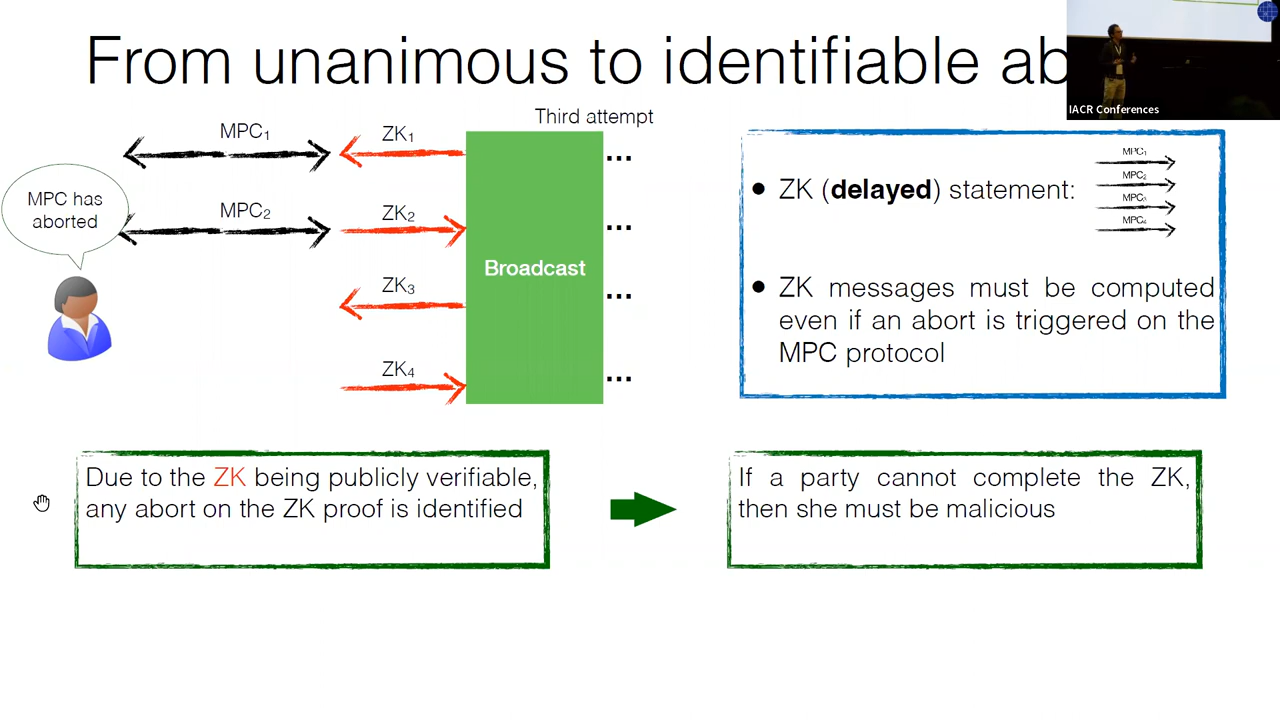 From unanimous to identifiable ab
IACR Conferences
Third attempt
MPC1
ZK1
MPC has
aborted
MPC2
ZK2
Broadcast
ZK3
ZK4
...
...
...
...
● ZK (delayed) statement:
MPC1
MPC2
MPC3
MPC4
● ZK messages must be computed
even if an abort is triggered on the
MPC protocol
Due to the ZK being publicly verifiable,
any abort on the ZK proof is identified
If a party cannot complete the ZK,
then she must be malicious